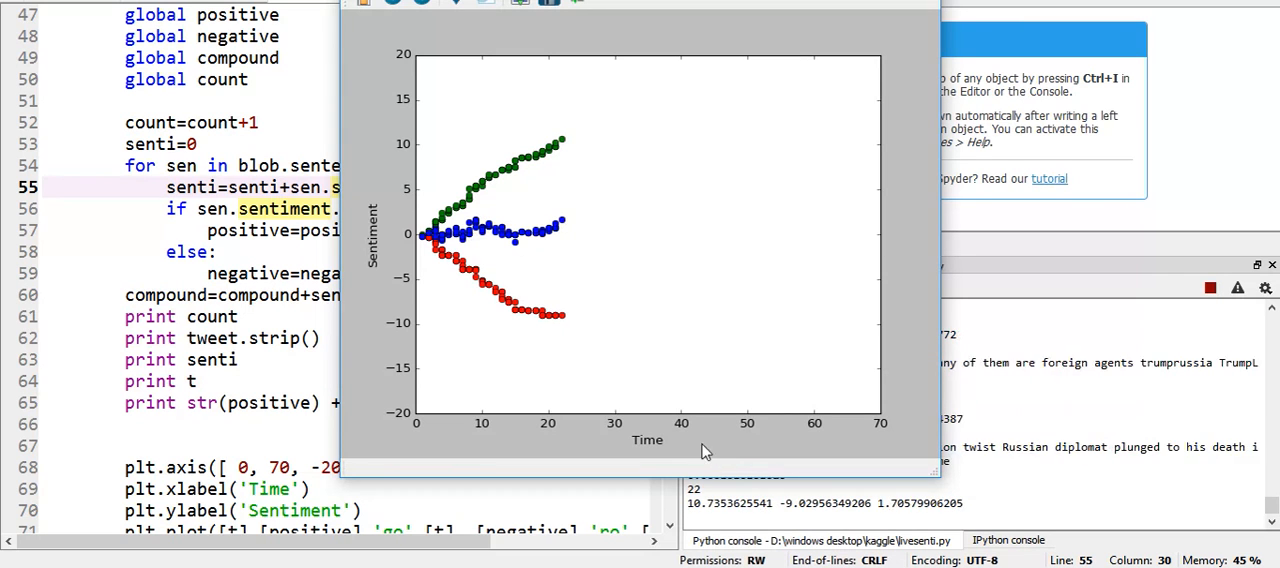 47 global positive
48 global negative
49 global compound
50 global count
51
52 count=count+1
53 senti=0
54 for sen in blob.sente
55 senti=senti+sen.s
56 if sen.sentiment.
57 positive=posi
58 else:
59 negative=nega
60 compound=compound+sen
61 print count
62 print tweet.strip()
63 print senti
64 print t
65 print str(positive) +
66
67
68 plt.axis([ 0, 70, -20
69 plt.xlabel('Time')
70 plt.ylabel('Sentiment')
71 plt.plot([t],[positive],'go',[t], [negative],'ro',[
20
15
10
5
0
−5
−10
−15
−20
Sentiment
0 10 20 30 40 50 60 70
Time
p of any object by pressing Ctrl+I in
the Editor or the Console.
wn automatically after writing a left
n object. You can activate this
es > Help.
Spyder? Read our tutorial
72
ny of them are foreign agents trumprussia TrumpL
4387
on twist Russian diplomat plunged to his death i
me
22
10.7353625541 -9.02956349206 1.70579906205
Python console - D:\windows desktop\kaggle\livesenti.py IPython console
Permissions: RW End-of-lines: CRLF Encoding: UTF-8 Line: 55 Column: 30 Memory: 45 %